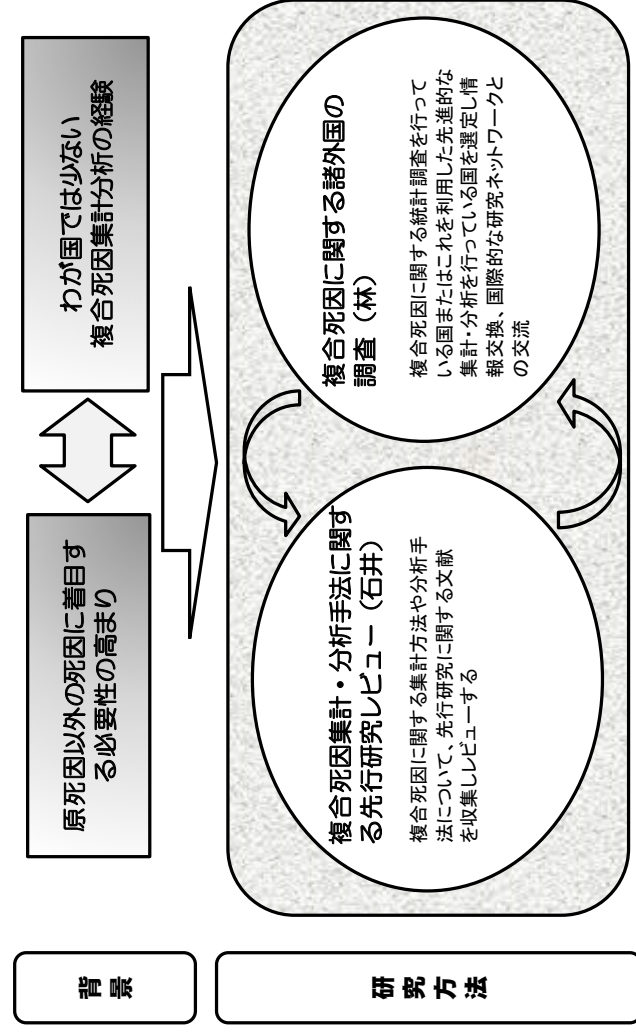 背景
原死因以外の死因に着目す
る必要性の高まり
わが国では少ない
複合死因集計分析の経験
研究方法
複合死因集計・分析手法に関す
る先行研究レビュー（石井）
複合死因に関する集計方法や分析手
法について、先行研究に関する文献
を収集しレビューする
複合死因に関する諸外国の
調査（林）
複合死因に関する統計調査を行って
いる国またはこれを利用した先進的な
集計・分析を行っている国を選定し情
報交換、国際的な研究ネットワークと
の交流